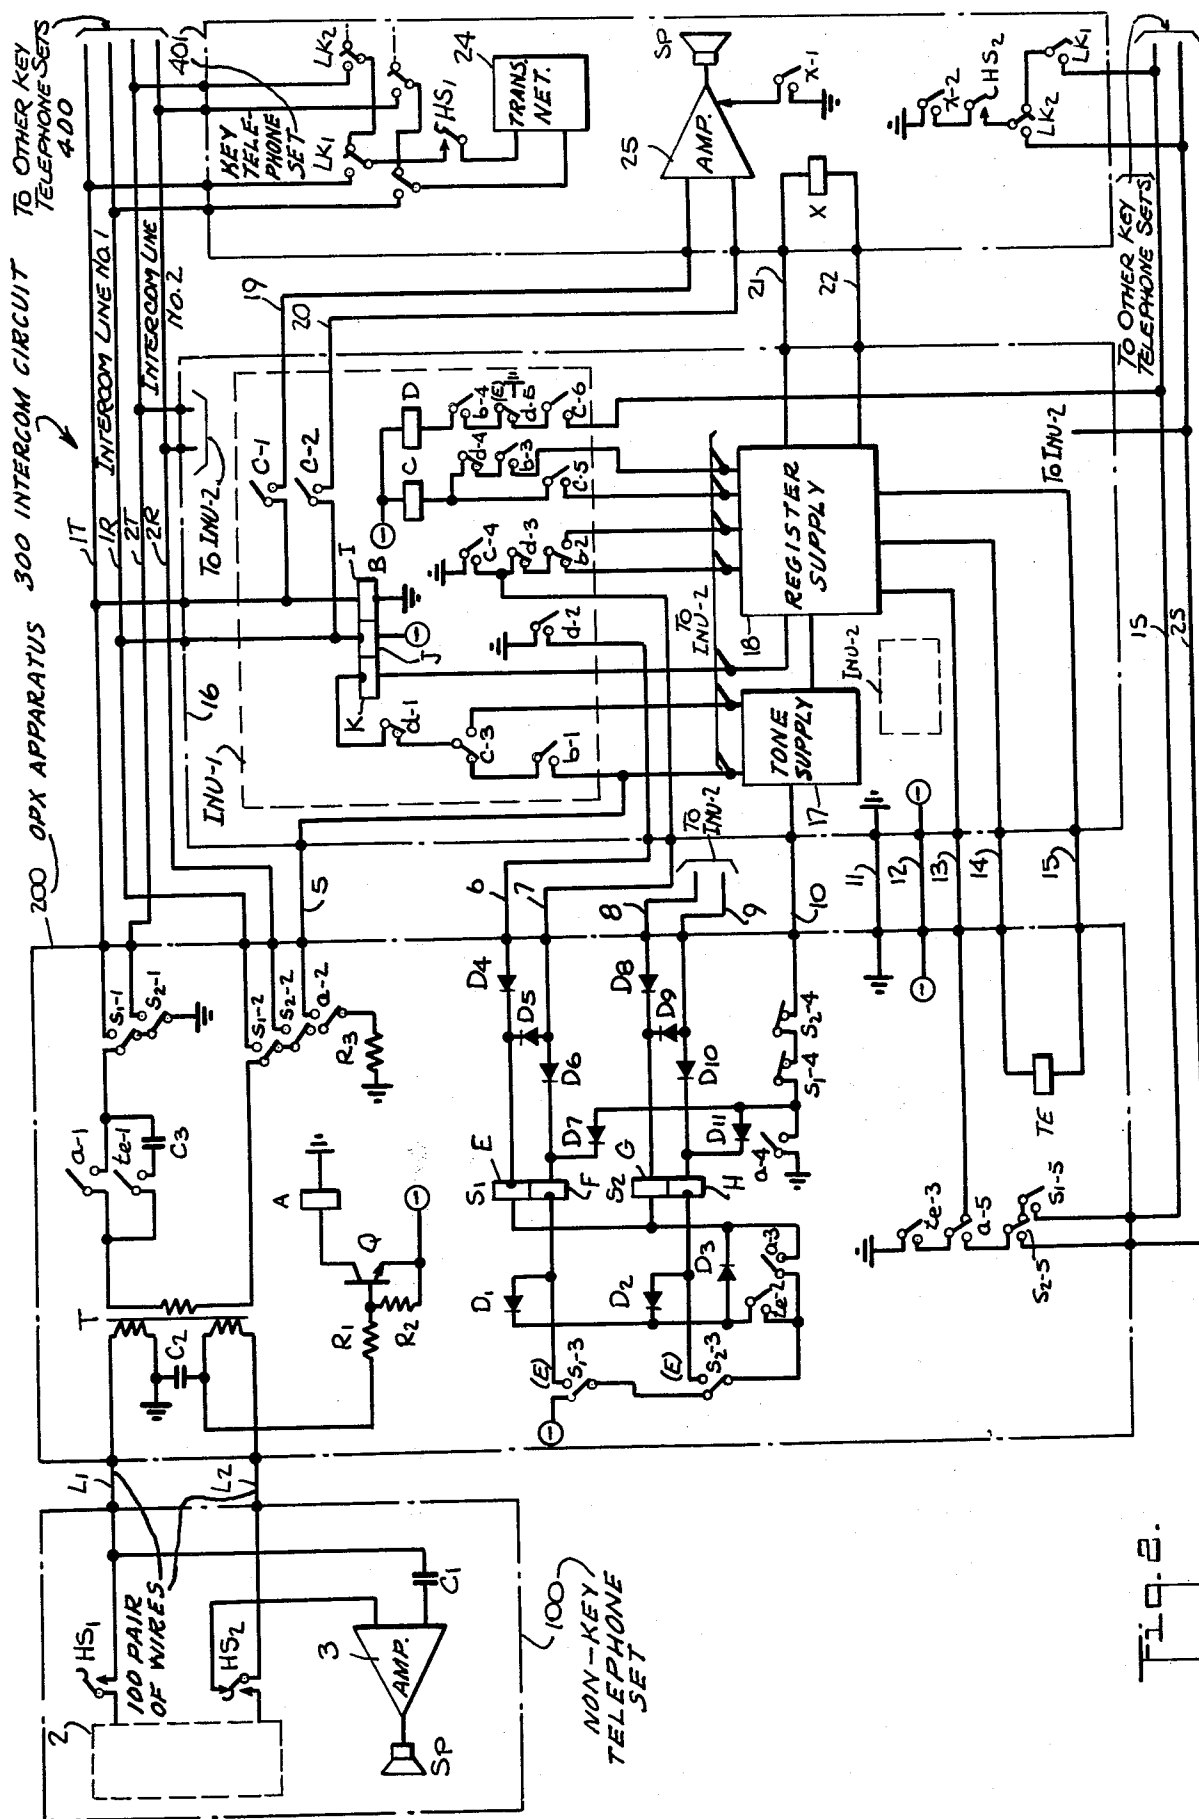 200 OPX APPARATUS
300 INTERCOM CIRCUIT
TO OTHER KEY
TELEPHONE SETS
400
1T
1R
2T
2R
INTERCOM LINE NO.1
INTERCOM LINE
NO.2
TO INU-2
16
19
20
401
KEY
TELE-
PHONE
SET
LK1
LK2
HS1
24
TRANS.
NET.
2
100 PAIR
OF WIRES
HS1
HS2
L1
L2
3
AMP.
C1
SP
100
NON-KEY
TELEPHONE
SET
T
C2
a-1
te-1
C3
S1-1
S2-1
S1-2
S2-2
a-2
R3
5
A
Q
R1
R2
INU-1
K
J
I
B
d-1
C-3
b-1
C-1
C-2
d-2
C-4
d-3
b-2
C
D
d-4
b-3
C-5
b-4
(E)
d-5
C-6
25
AMP.
SP
X-1
6
7
8
9
TO
INU-2
10
D4
D5
D6
D7
D8
D9
D10
D11
S1
E
F
S2
G
H
a-4
S1-4
S2-4
D1
D2
D3
(E)
S1-3
(E)
S2-3
te-2
a-3
TO
INU-2
17
TONE
SUPPLY
18
REGISTER
SUPPLY
INU-2
21
22
X
X-2
HS2
LK2
LK1
11
12
13
14
15
TE
te-3
a-5
S2-5
S1-5
TO INU-2
1S
2S
TO OTHER KEY
TELEPHONE SETS
Fig.2.